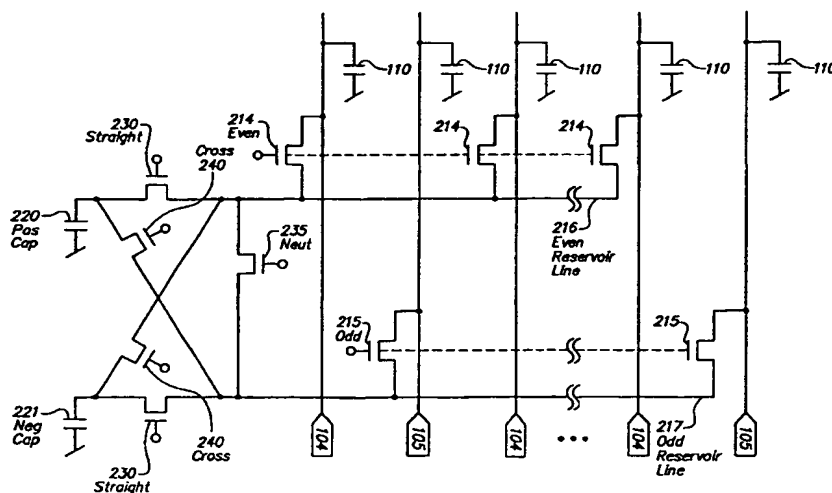 110
110
110
110
110
214
Even
214
214
230
Straight
Cross
240
220
Pos
Cap
235
Neut
216
Even
Reservoir
Line
215
Odd
215
221
Neg
Cap
240
Cross
230
Straight
104
105
104
•••
104
217
Odd
Reservoir
Line
105